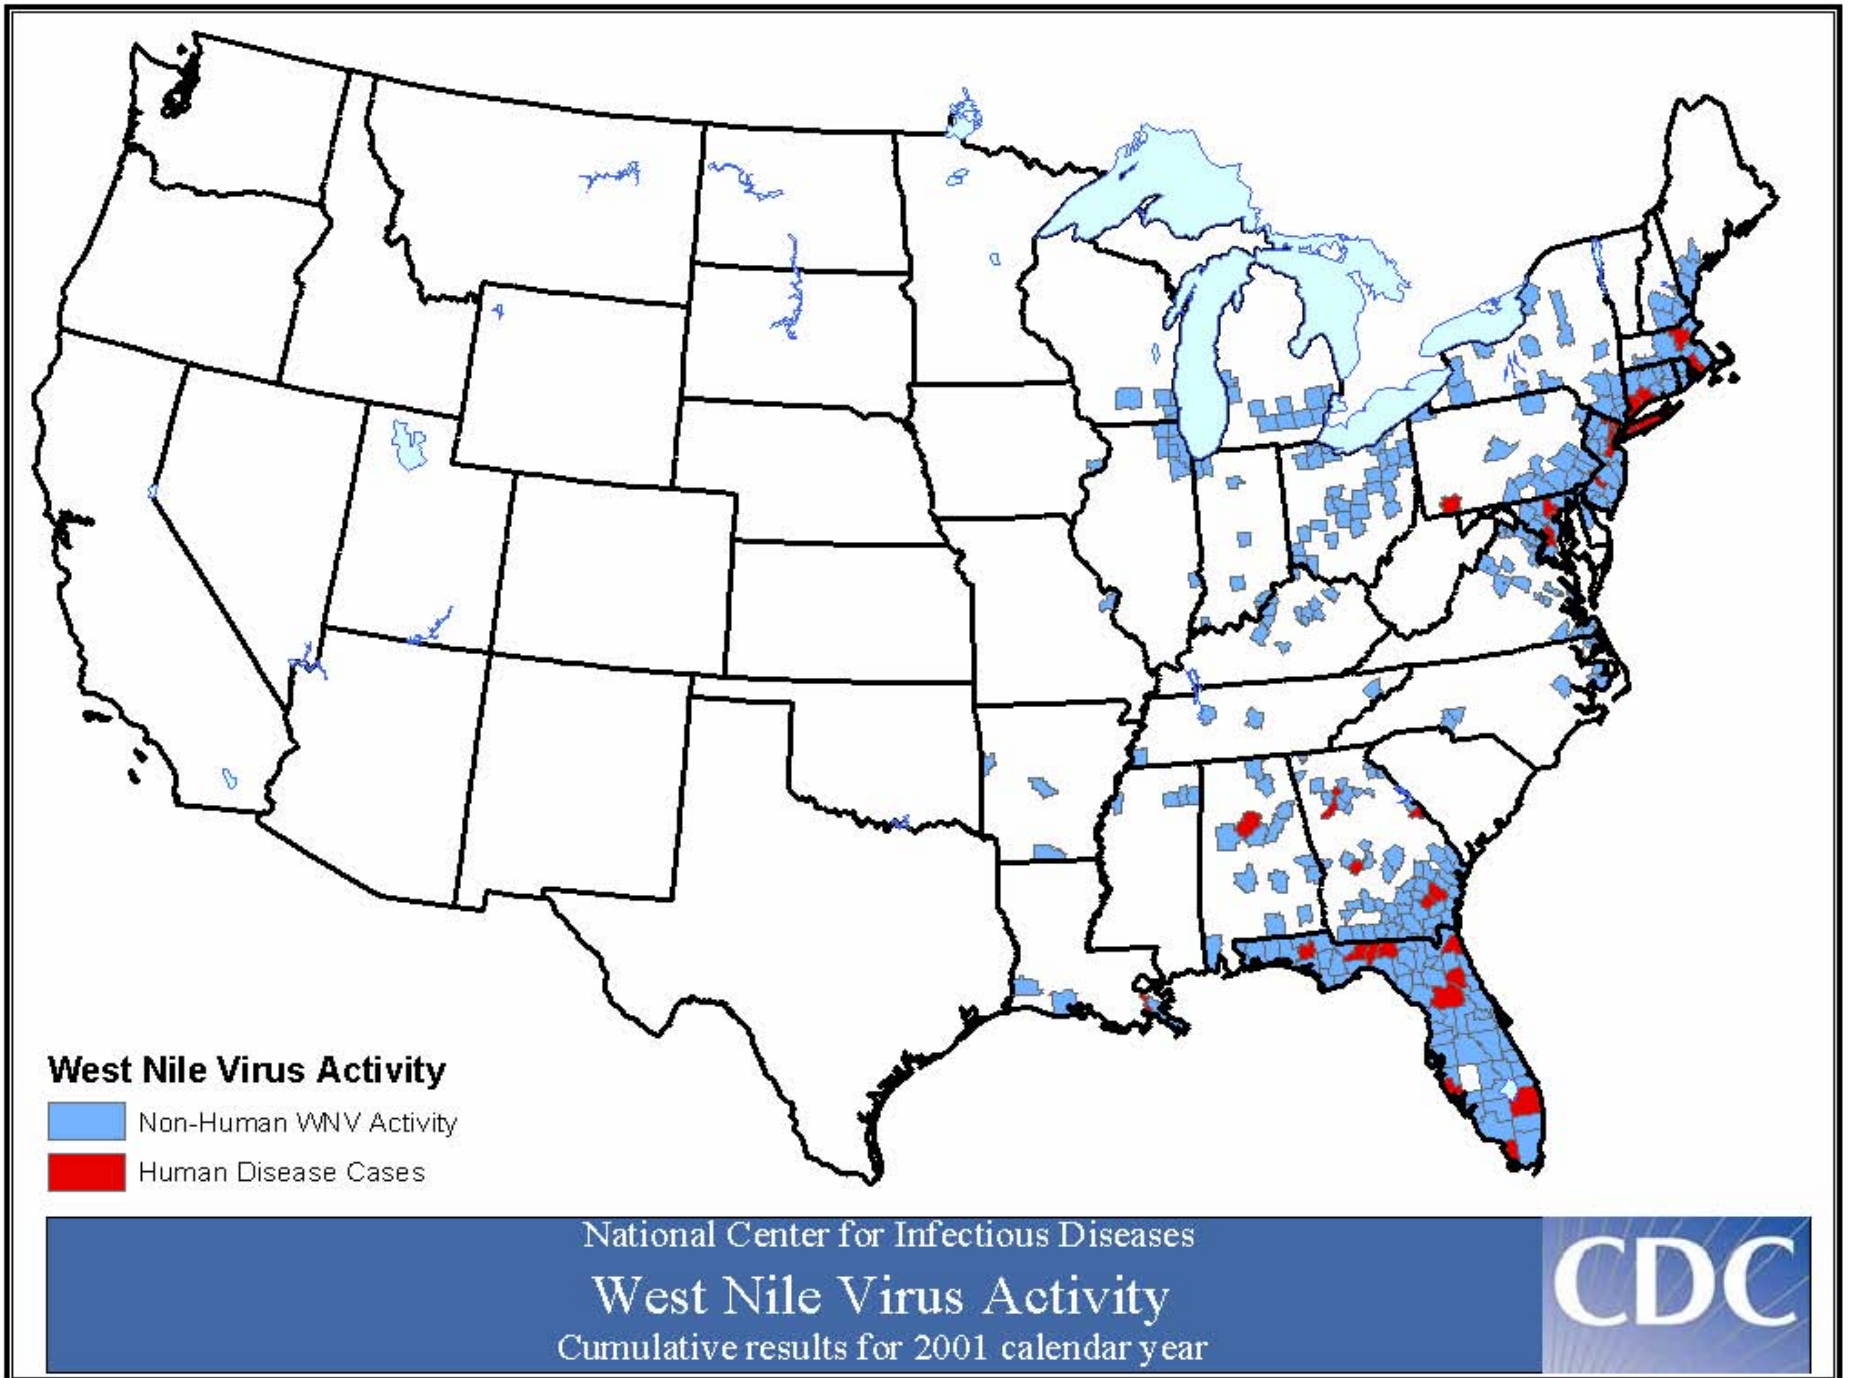 West Nile Virus Activity
Non-Human WNV Activity
Human Disease Cases
National Center for Infectious Diseases
West Nile Virus Activity
Cumulative results for 2001 calendar year
CDC